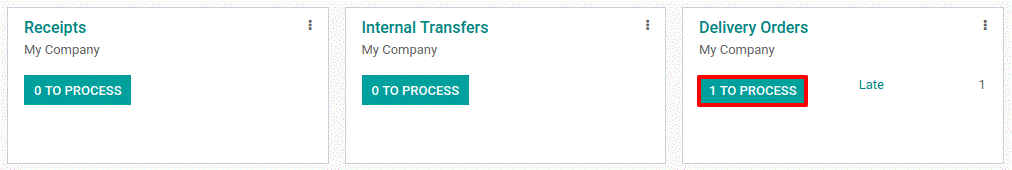 Receipts
My Company
0 TO PROCESS
Internal Transfers
My Company
0 TO PROCESS
Delivery Orders
My Company
1 TO PROCESS
Late 1